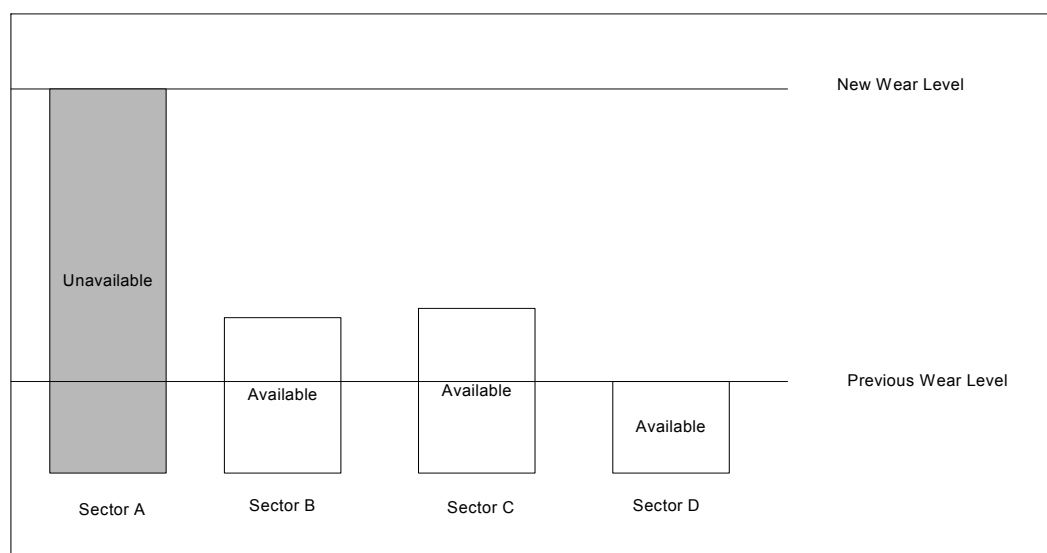 New Wear Level
Unavailable
Previous Wear Level
Available
Available
Available
Sector A
Sector B
Sector C
Sector D